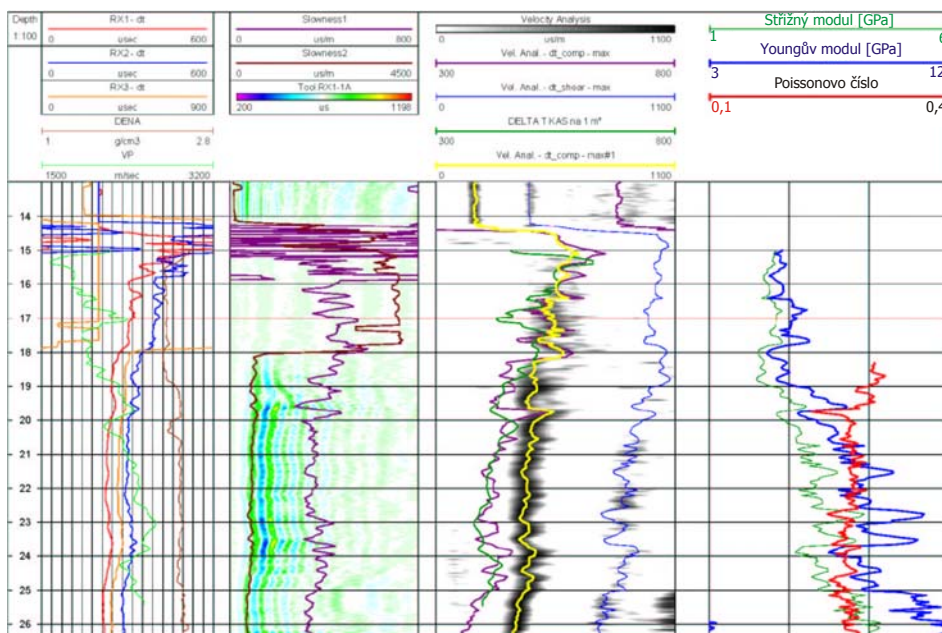 Depth
1:100
RX1 - dt
0 usec 600
RX2 - dt
0 usec 600
RX3 - dt
0 usec 900
DENA
1 g/cm3 2.8
VP
1500 m/sec 3200
Slowness1
0 us/m 800
Slowness2
0 us/m 4500
Tool RX1-1A
200 us 1198
Velocity Analysis
0 us/m 1100
Vel. Anal. - dt_comp - max
300 800
Vel. Anal. - dt_shear - max
0 1100
DELTA T KAS na 1 m*
300 800
Vel. Anal. - dt_comp - max#1
0 1100
Střižný modul [GPa]
1 6
Youngův modul [GPa]
3 12
Poissonovo číslo
0,1 0,4
14
15
16
17
18
19
20
21
22
23
24
25
26